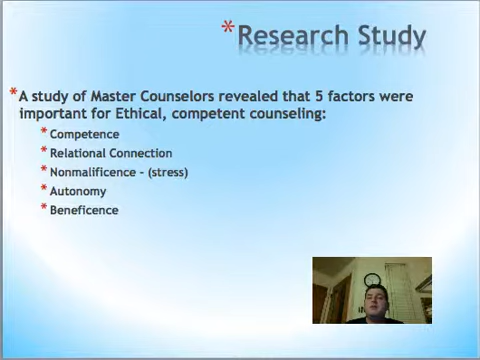 *Research Study
*A study of Master Counselors revealed that 5 factors were
important for Ethical, competent counseling:
*Competence
*Relational Connection
*Nonmalificence - (stress)
*Autonomy
*Beneficence